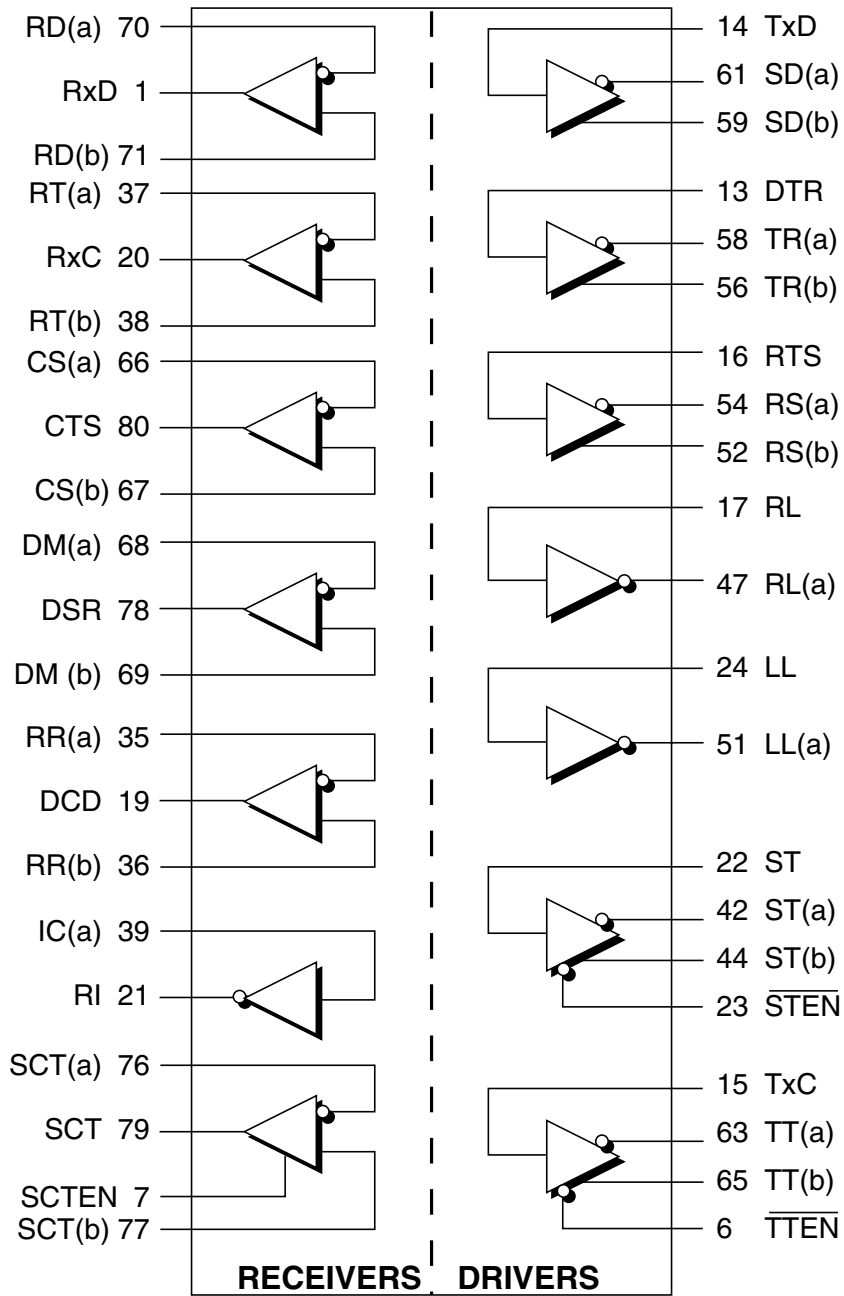 RD(a) 70
RxD 1
RD(b) 71
RT(a) 37
RxC 20
RT(b) 38
CS(a) 66
CTS 80
CS(b) 67
DM(a) 68
DSR 78
DM (b) 69
RR(a) 35
DCD 19
RR(b) 36
IC(a) 39
RI 21
SCT(a) 76
SCT 79
SCTEN 7
SCT(b) 77
RECEIVERS
14 TxD
61 SD(a)
59 SD(b)
13 DTR
58 TR(a)
56 TR(b)
16 RTS
54 RS(a)
52 RS(b)
17 RL
47 RL(a)
24 LL
51 LL(a)
22 ST
42 ST(a)
44 ST(b)
23 S̅T̅E̅N̅
15 TxC
63 TT(a)
65 TT(b)
6 T̅T̅E̅N̅
DRIVERS